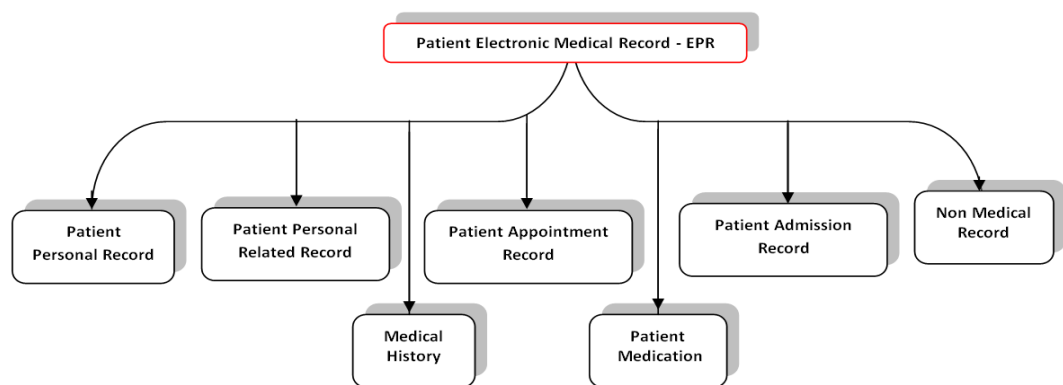 Patient Electronic Medical Record - EPR
Patient
Personal Record
Patient Personal
Related Record
Patient Appointment
Record
Patient Admission
Record
Non Medical
Record
Medical
History
Patient
Medication